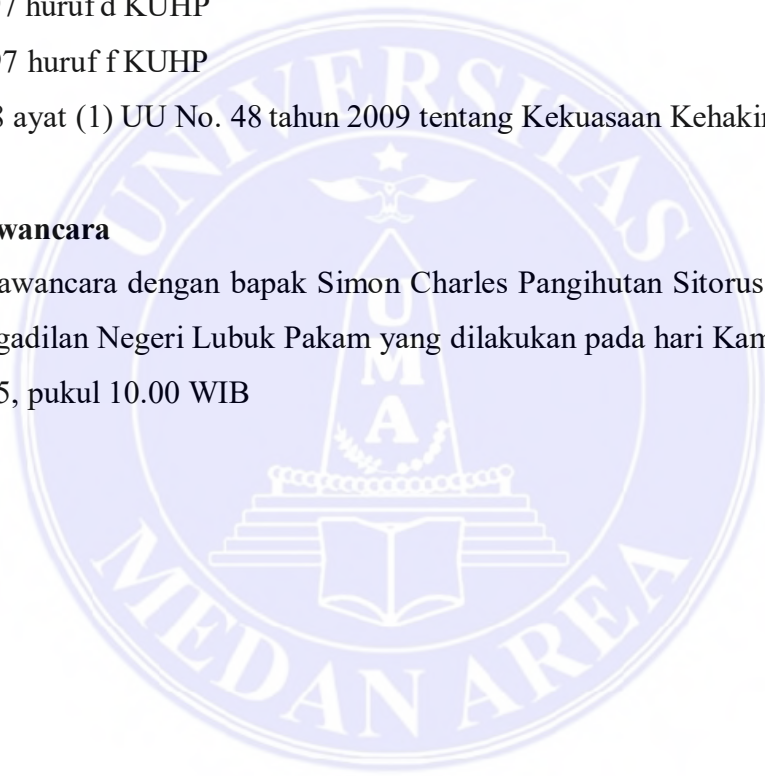 7 huruf d KUHP
97 huruf f KUHP
8 ayat (1) UU No. 48 tahun 2009 tentang Kekuasaan Kehakim
wancara
awancara dengan bapak Simon Charles Pangihutan Sitorus
gadilan Negeri Lubuk Pakam yang dilakukan pada hari Kam
5, pukul 10.00 WIB
UNIVERSITAS
UMA
MEDAN AREA